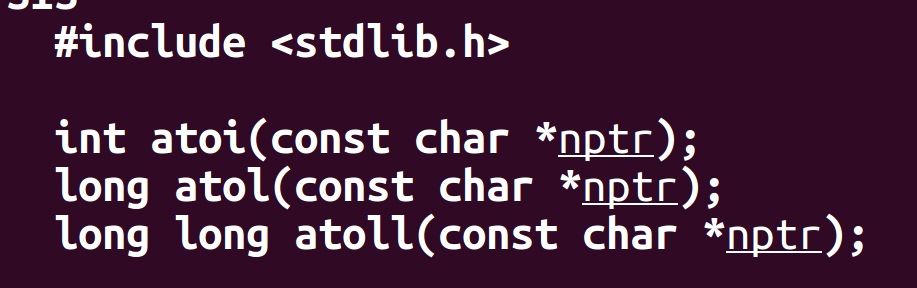 #include <stdlib.h>
int atoi(const char *nptr);
long atol(const char *nptr);
long long atoll(const char *nptr);